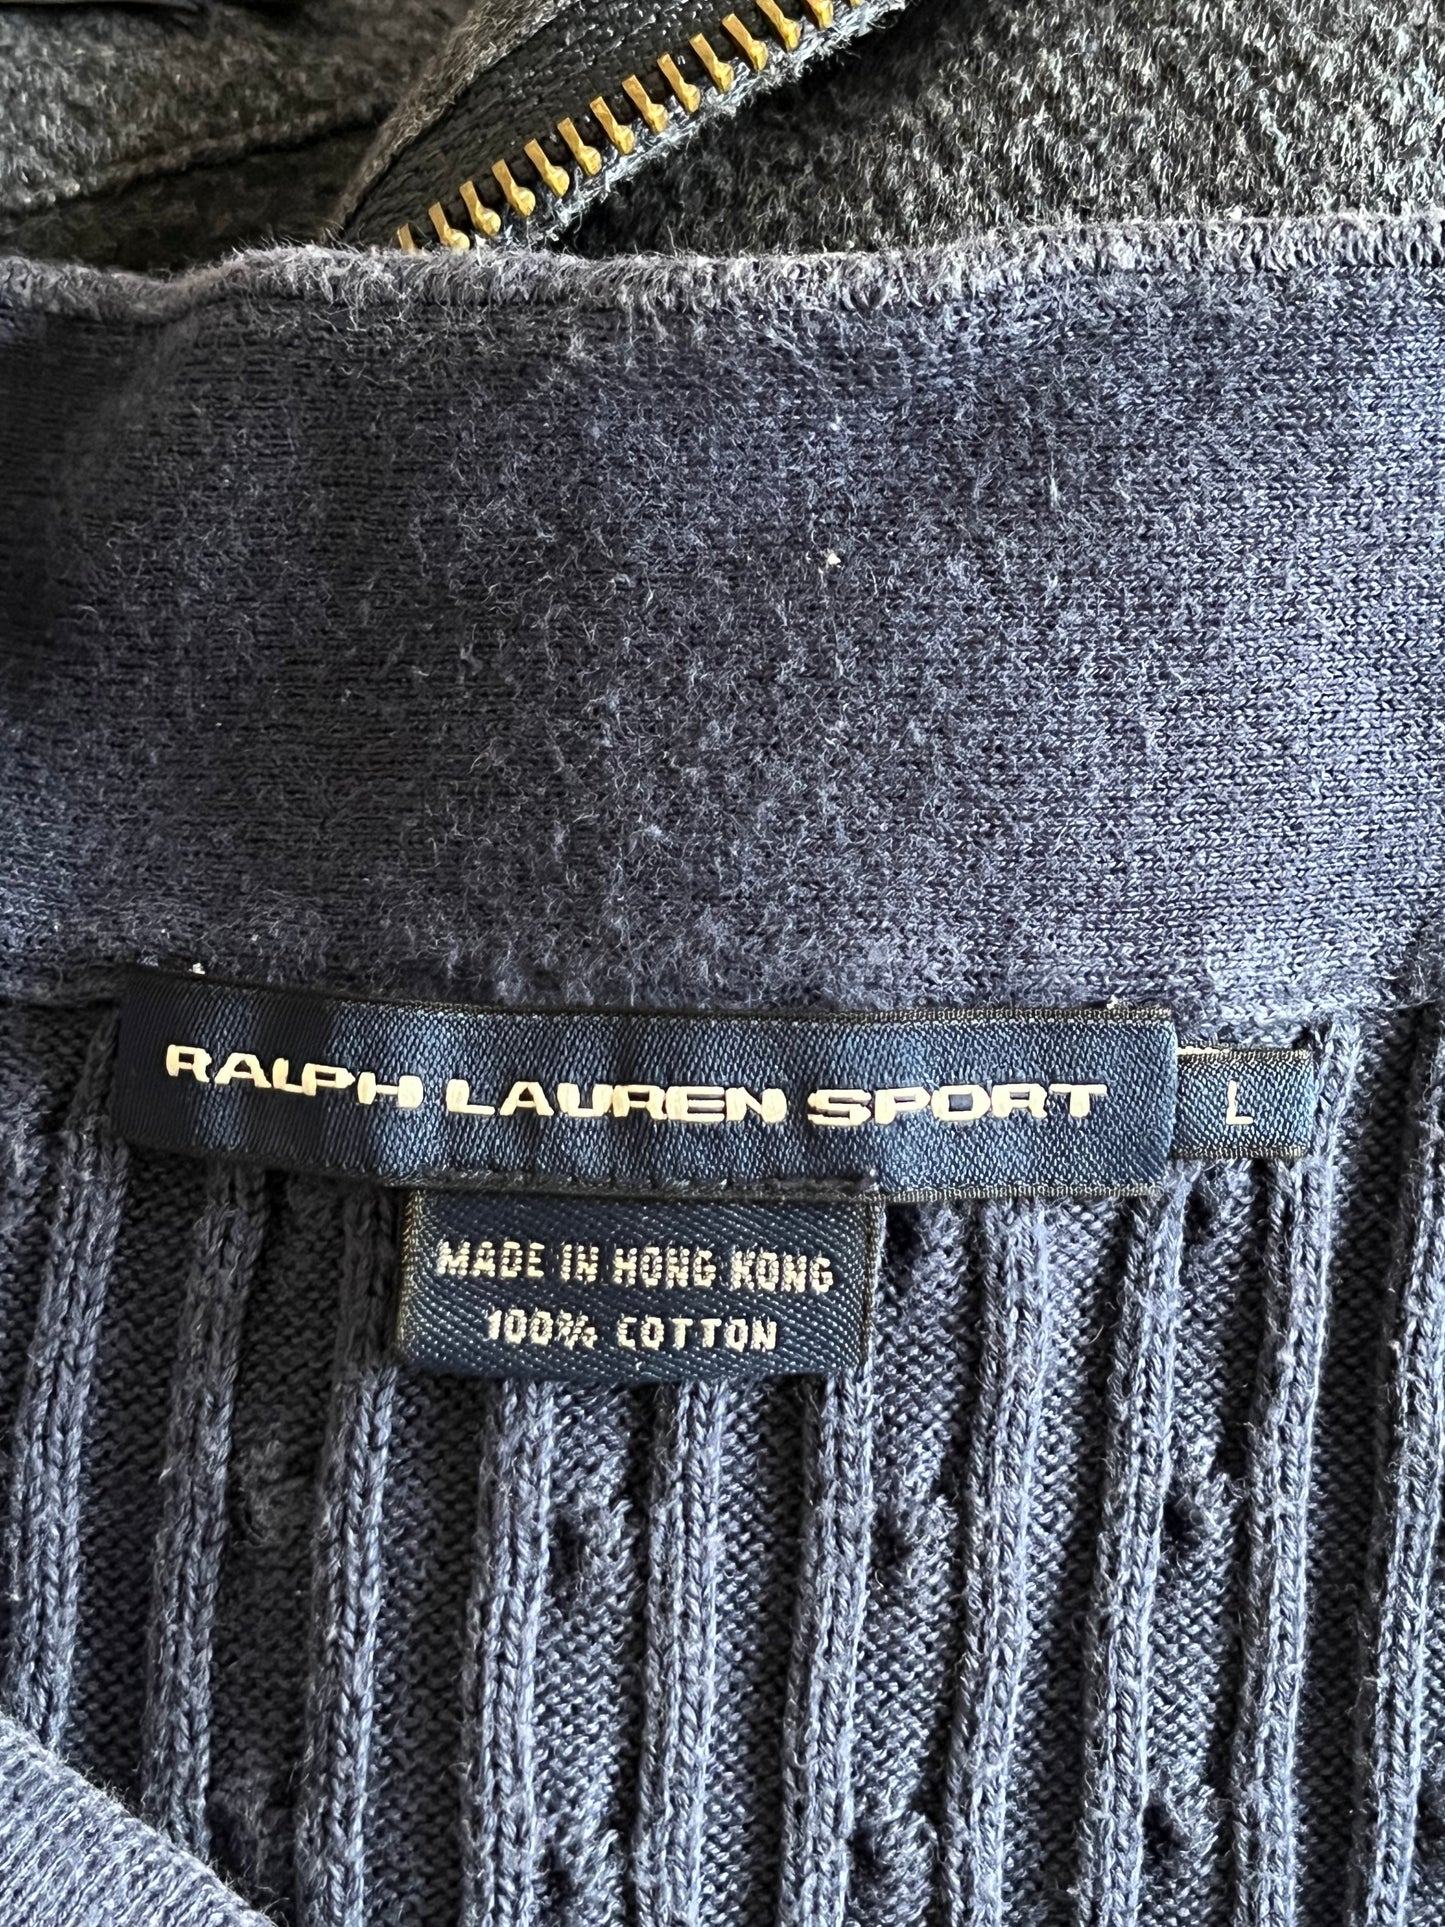 RALPH LAUREN SPORT
L
MADE IN HONG KONG
100% COTTON